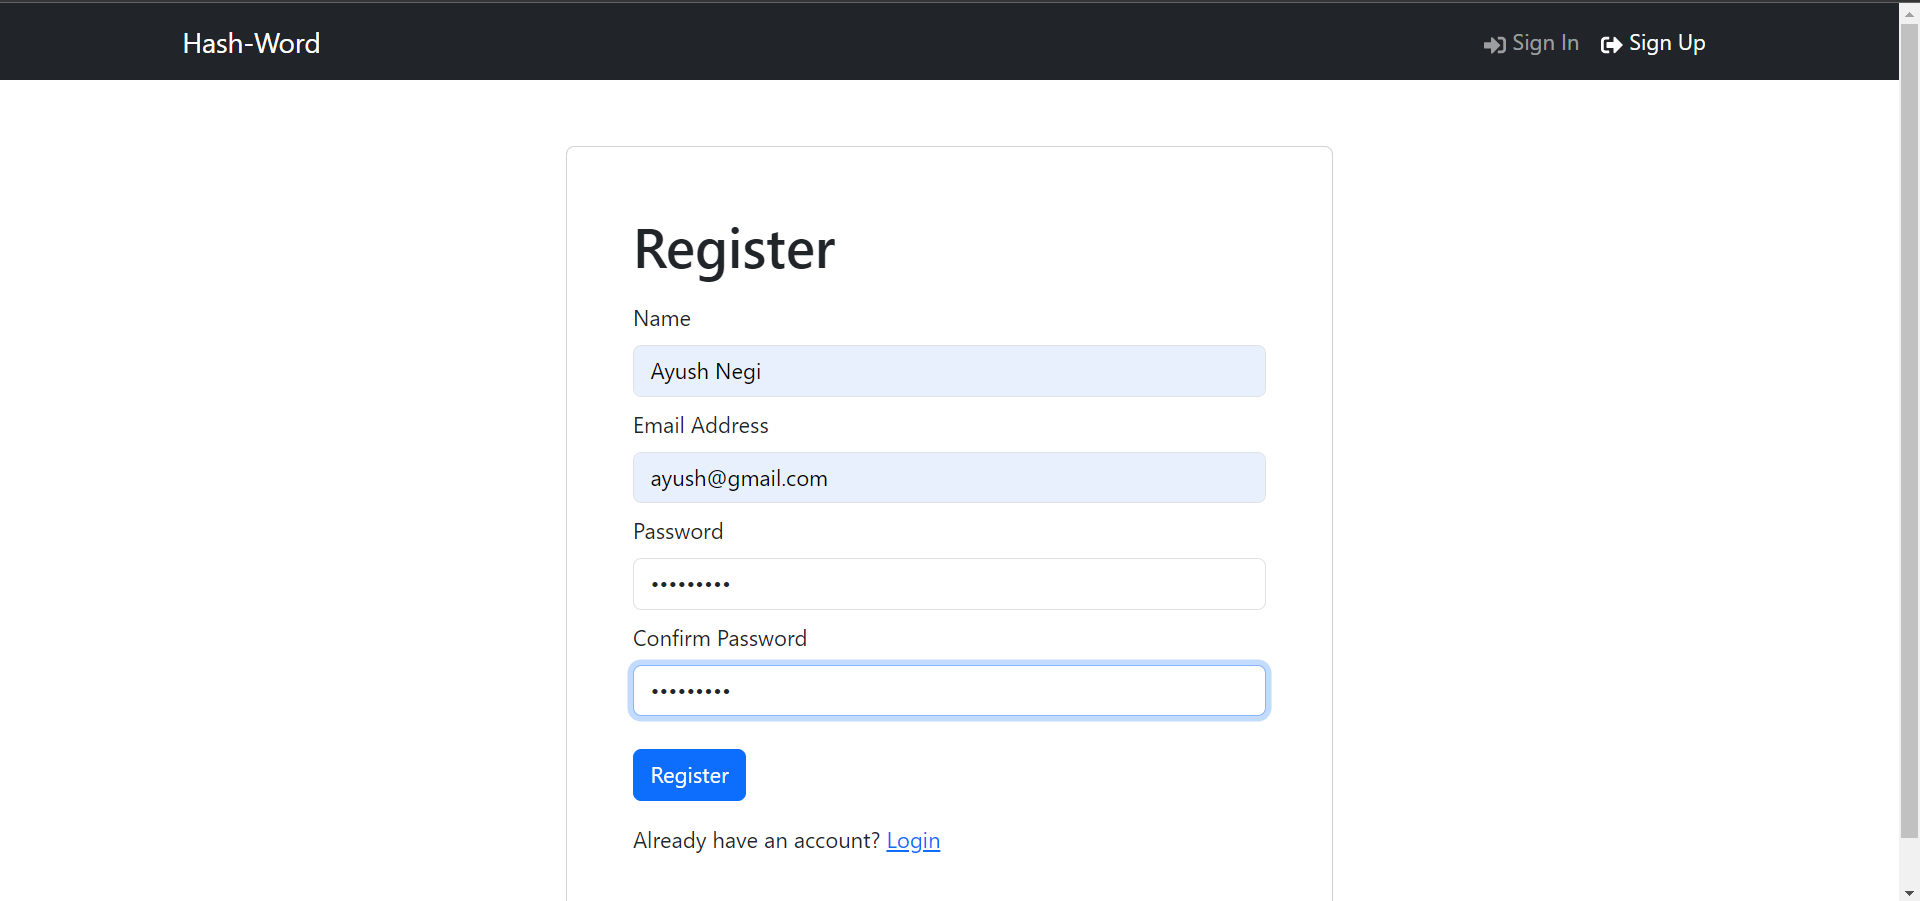 Hash-Word
Sign In
Sign Up
Register
Name
Ayush Negi
Email Address
ayush@gmail.com
Password
•••••••••
Confirm Password
•••••••••
Register
Already have an account? Login